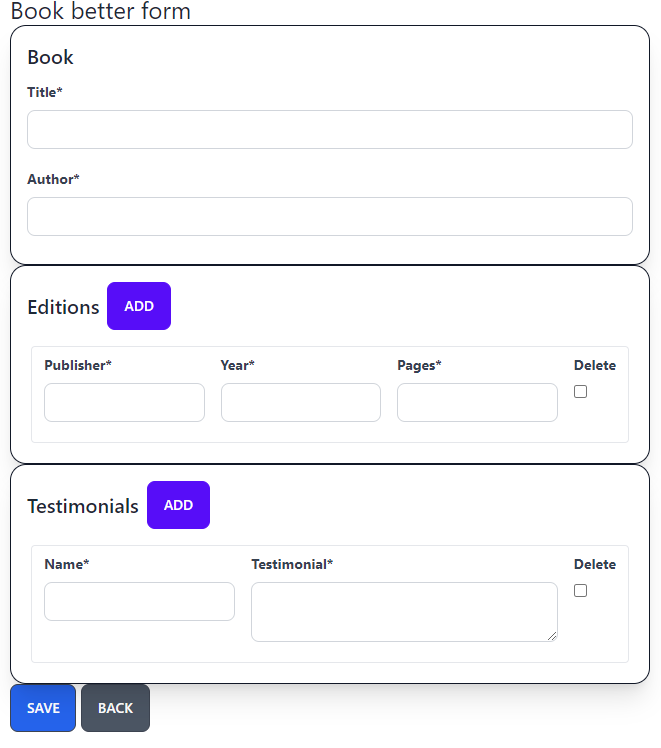 Book better form
Book
Title*
Author*
Editions ADD
Publisher* Year* Pages* Delete
Testimonials ADD
Name* Testimonial* Delete
SAVE BACK